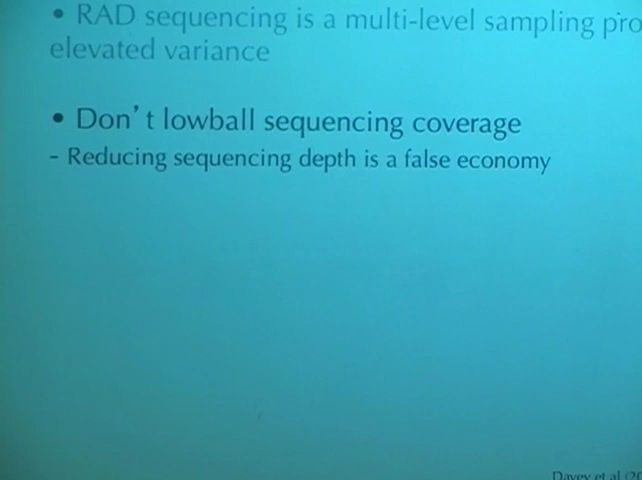 • RAD sequencing is a multi-level sampling pro
elevated variance
• Don't lowball sequencing coverage
- Reducing sequencing depth is a false economy
Davey et al (20